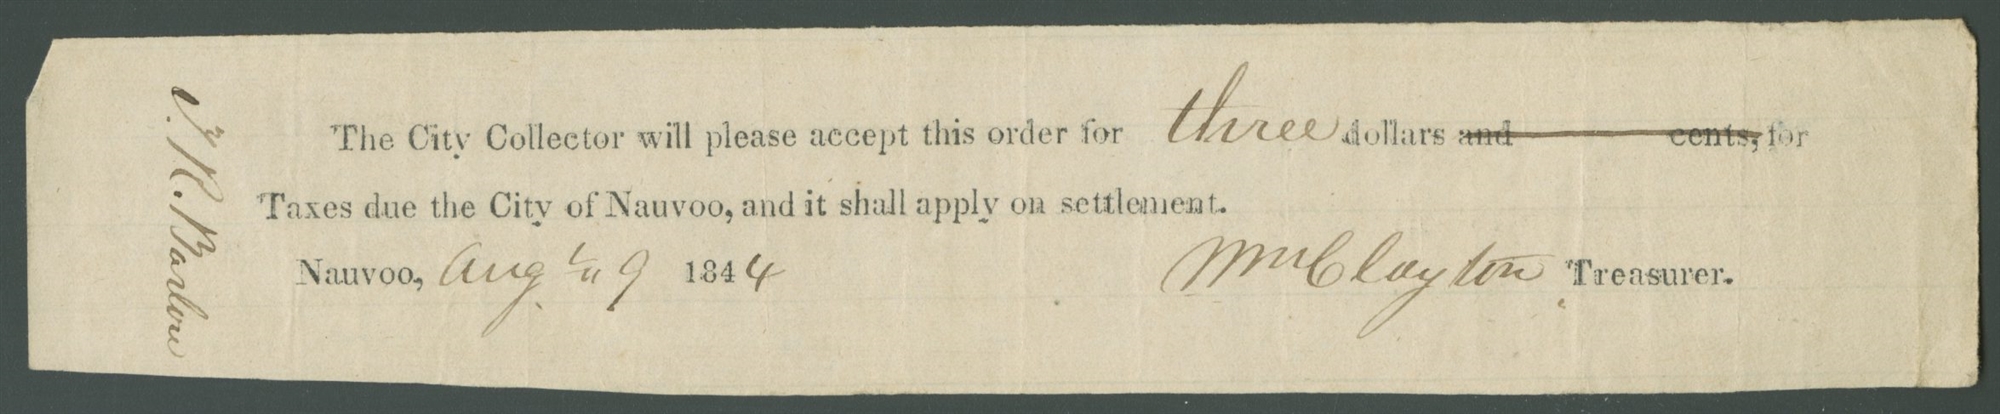 The City Collector will please accept this order for three dollars and cents, for
Taxes due the City of Nauvoo, and it shall apply on settlement.
Nauvoo, Aug 9 1844 Wm Clayton Treasurer.
R. Barlow